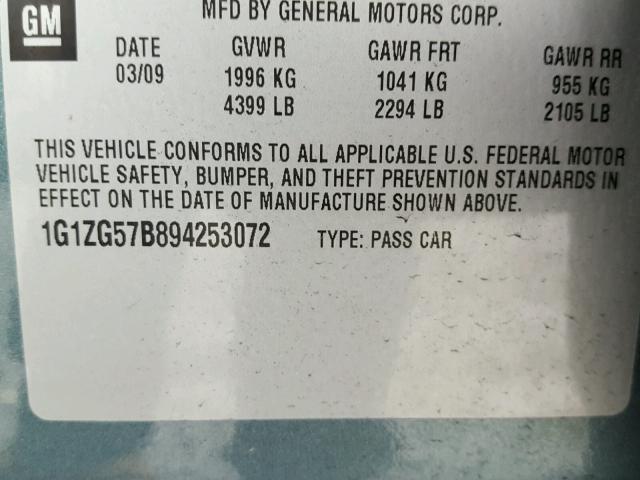 GM
MFD BY GENERAL MOTORS CORP.
DATE GVWR GAWR FRT GAWR RR
03/09 1996 KG 1041 KG 955 KG
4399 LB 2294 LB 2105 LB
THIS VEHICLE CONFORMS TO ALL APPLICABLE U.S. FEDERAL MOTOR
VEHICLE SAFETY, BUMPER, AND THEFT PREVENTION STANDARDS IN
EFFECT ON THE DATE OF MANUFACTURE SHOWN ABOVE.
1G1ZG57B894253072 TYPE: PASS CAR